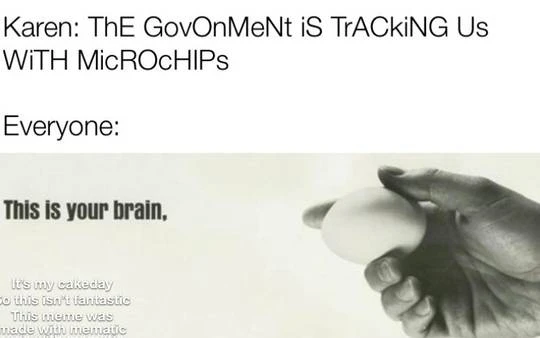 Karen: ThE GovOnMeNt iS TrACkiNG Us
WiTH MicROcHIPs
Everyone:
This is your brain,
It's my cakeday
o this isn't fantastic
This meme was
made with mematic